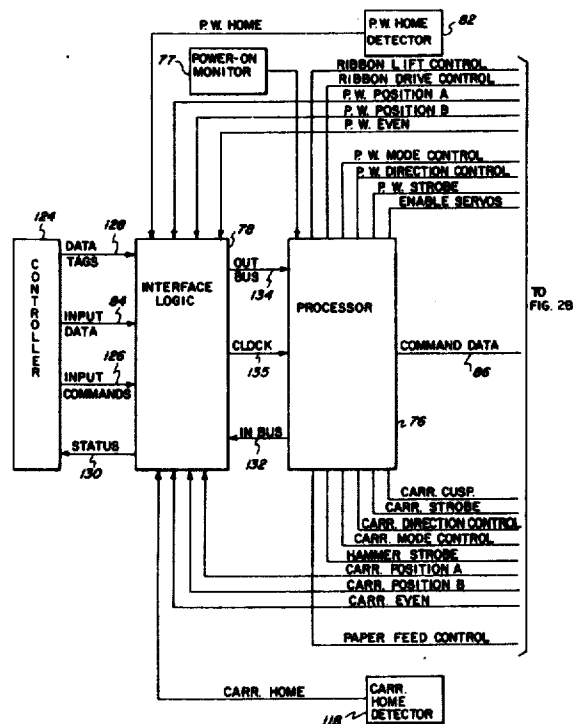 P.W. HOME
P.W. HOME
DETECTOR
82
77
POWER-ON
MONITOR
RIBBON LIFT CONTROL
RIBBON DRIVE CONTROL
P.W. POSITION A
P.W. POSITION B
P.W. EVEN
P.W. MODE CONTROL
P.W. DIRECTION CONTROL
P.W. STROBE
ENABLE SERVOS
124
CONTROLLER
128
DATA
TAGS
84
INPUT
DATA
126
INPUT
COMMANDS
STATUS
130
78
INTERFACE
LOGIC
OUT
BUS
134
CLOCK
135
IN BUS
132
PROCESSOR
COMMAND DATA
86
76
TO
FIG. 2B
CARR. CUSP.
CARR. STROBE
CARR. DIRECTION CONTROL
CARR. MODE CONTROL
HAMMER STROBE
CARR. POSITION A
CARR. POSITION B
CARR. EVEN
PAPER FEED CONTROL
CARR. HOME
CARR.
HOME
DETECTOR
118